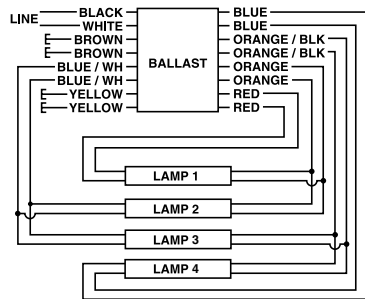 LINE
BLACK
WHITE
BROWN
BROWN
BLUE / WH
BLUE / WH
YELLOW
YELLOW
BALLAST
BLUE
BLUE
ORANGE / BLK
ORANGE / BLK
ORANGE
ORANGE
RED
RED
LAMP 1
LAMP 2
LAMP 3
LAMP 4